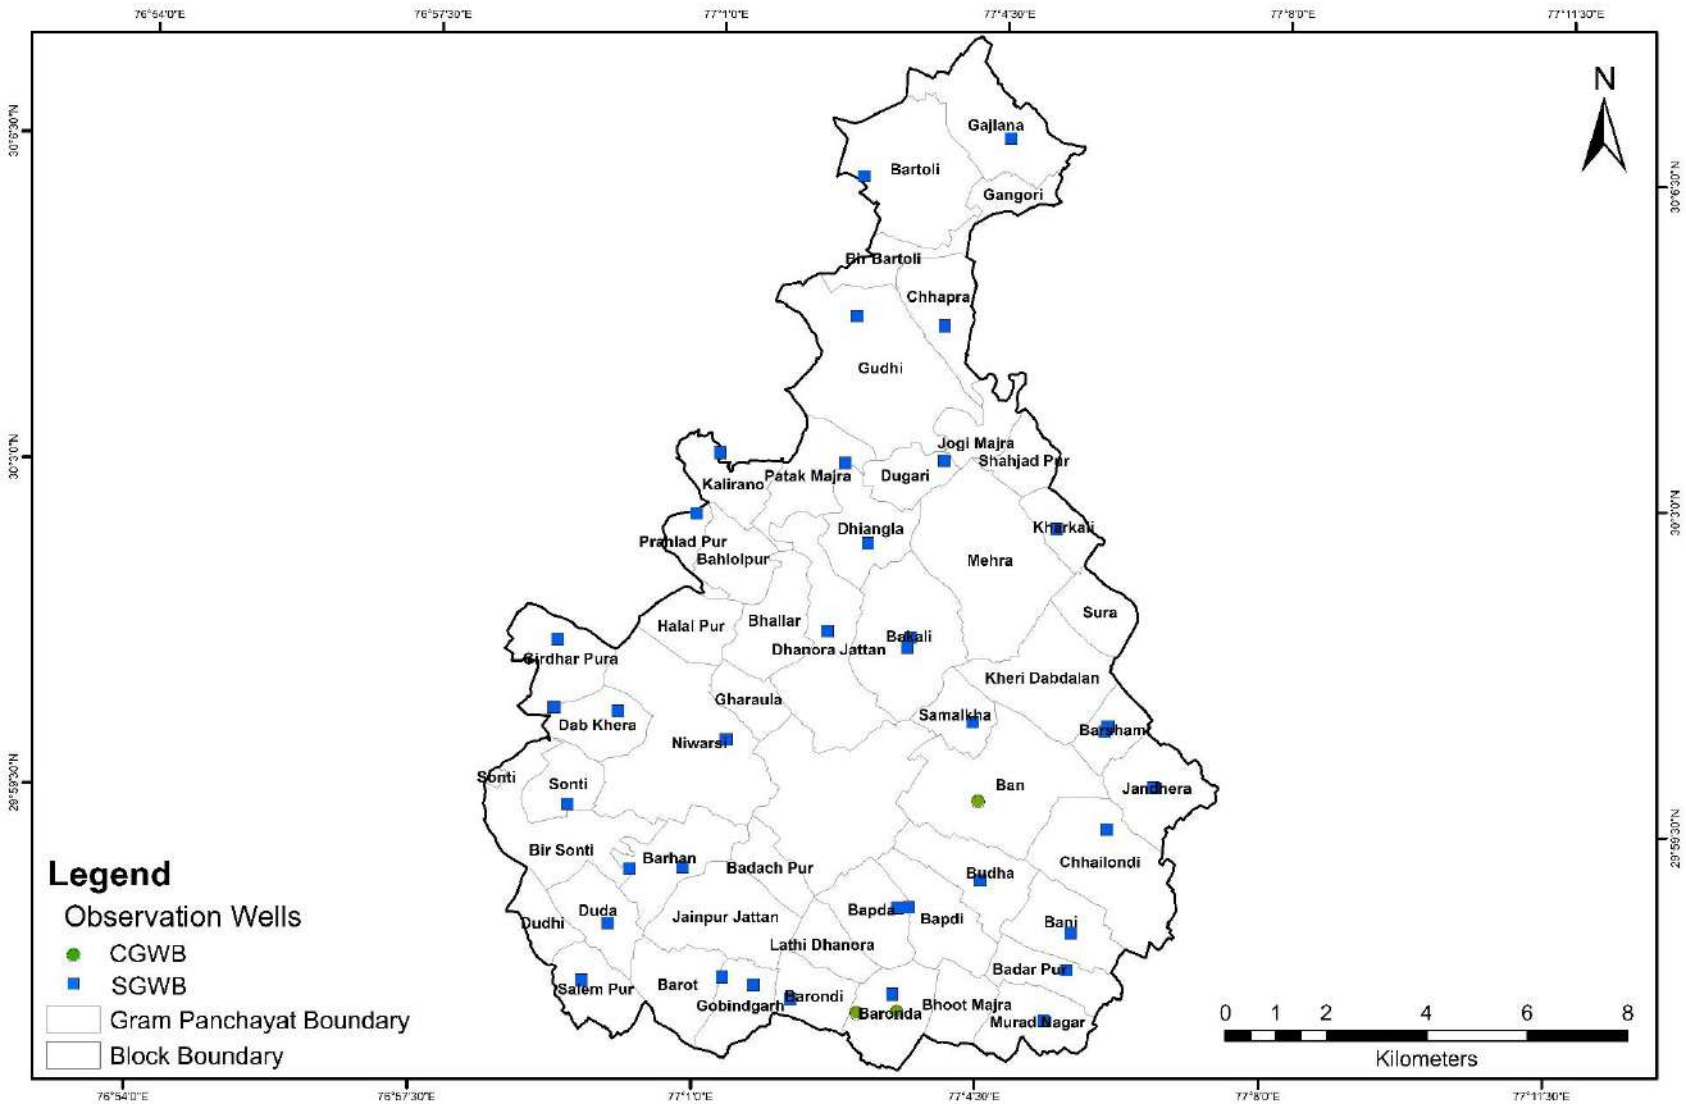 76°54'0"E 76°57'30"E 77°1'0"E 77°4'30"E 77°8'0"E 77°11'30"E
N
30°6'30"N
30°6'30"N
Gajlana
Bartoli
Gangori
Bir Bartoli
Chhapra
Gudhi
30°3'0"N
30°3'0"N
Jogi Majra
Shahjad Pur
Patak Majra
Dugari
Kalirano
Dhiangla
Kharkali
Prahlad Pur
Bahlolpur
Mehra
Sura
Halal Pur
Bhallar
Bakali
Dhanora Jattan
Girdhar Pura
Kheri Dabdalan
Gharaula
Samalkha
Dab Khera
Barsham
Niwarsi
29°59'30"N
29°59'30"N
Sonti
Sonti
Ban
Jandhera
Bir Sonti
Barhan
Badach Pur
Chhailondi
Budha
Duda
Dudhi
Jainpur Jattan
Bapda
Bapdi
Bani
Lathi Dhanora
Badar Pur
Salem Pur
Barot
Gobindgarh
Barondi
Baronda
Bhoot Majra
Murad Nagar
Legend
Observation Wells
CGWB
SGWB
Gram Panchayat Boundary
Block Boundary
0 1 2 4 6 8
Kilometers
76°54'0"E 76°57'30"E 77°1'0"E 77°4'30"E 77°8'0"E 77°11'30"E